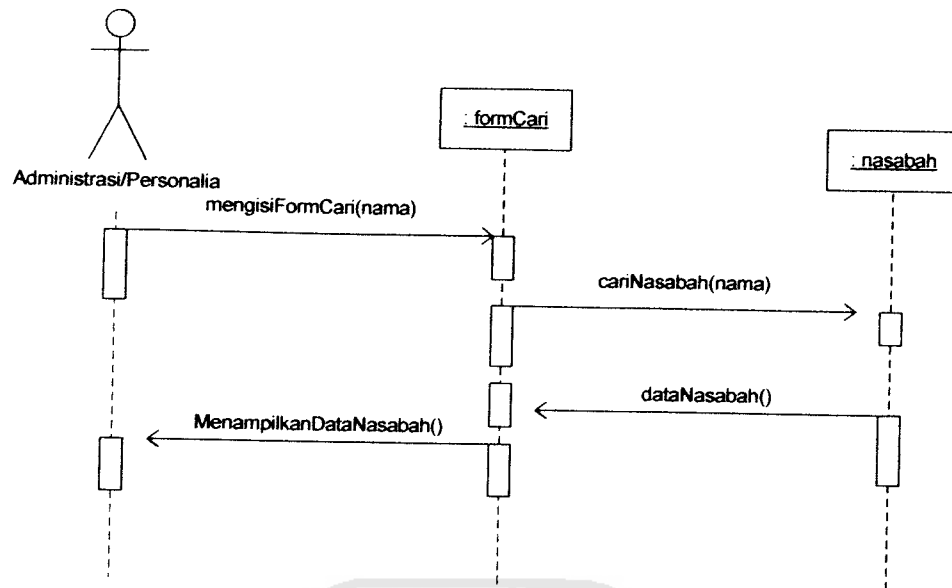 : formCari
: nasabah
Administrasi/Personalia
mengisiFormCari(nama)
cariNasabah(nama)
dataNasabah()
MenampilkanDataNasabah()